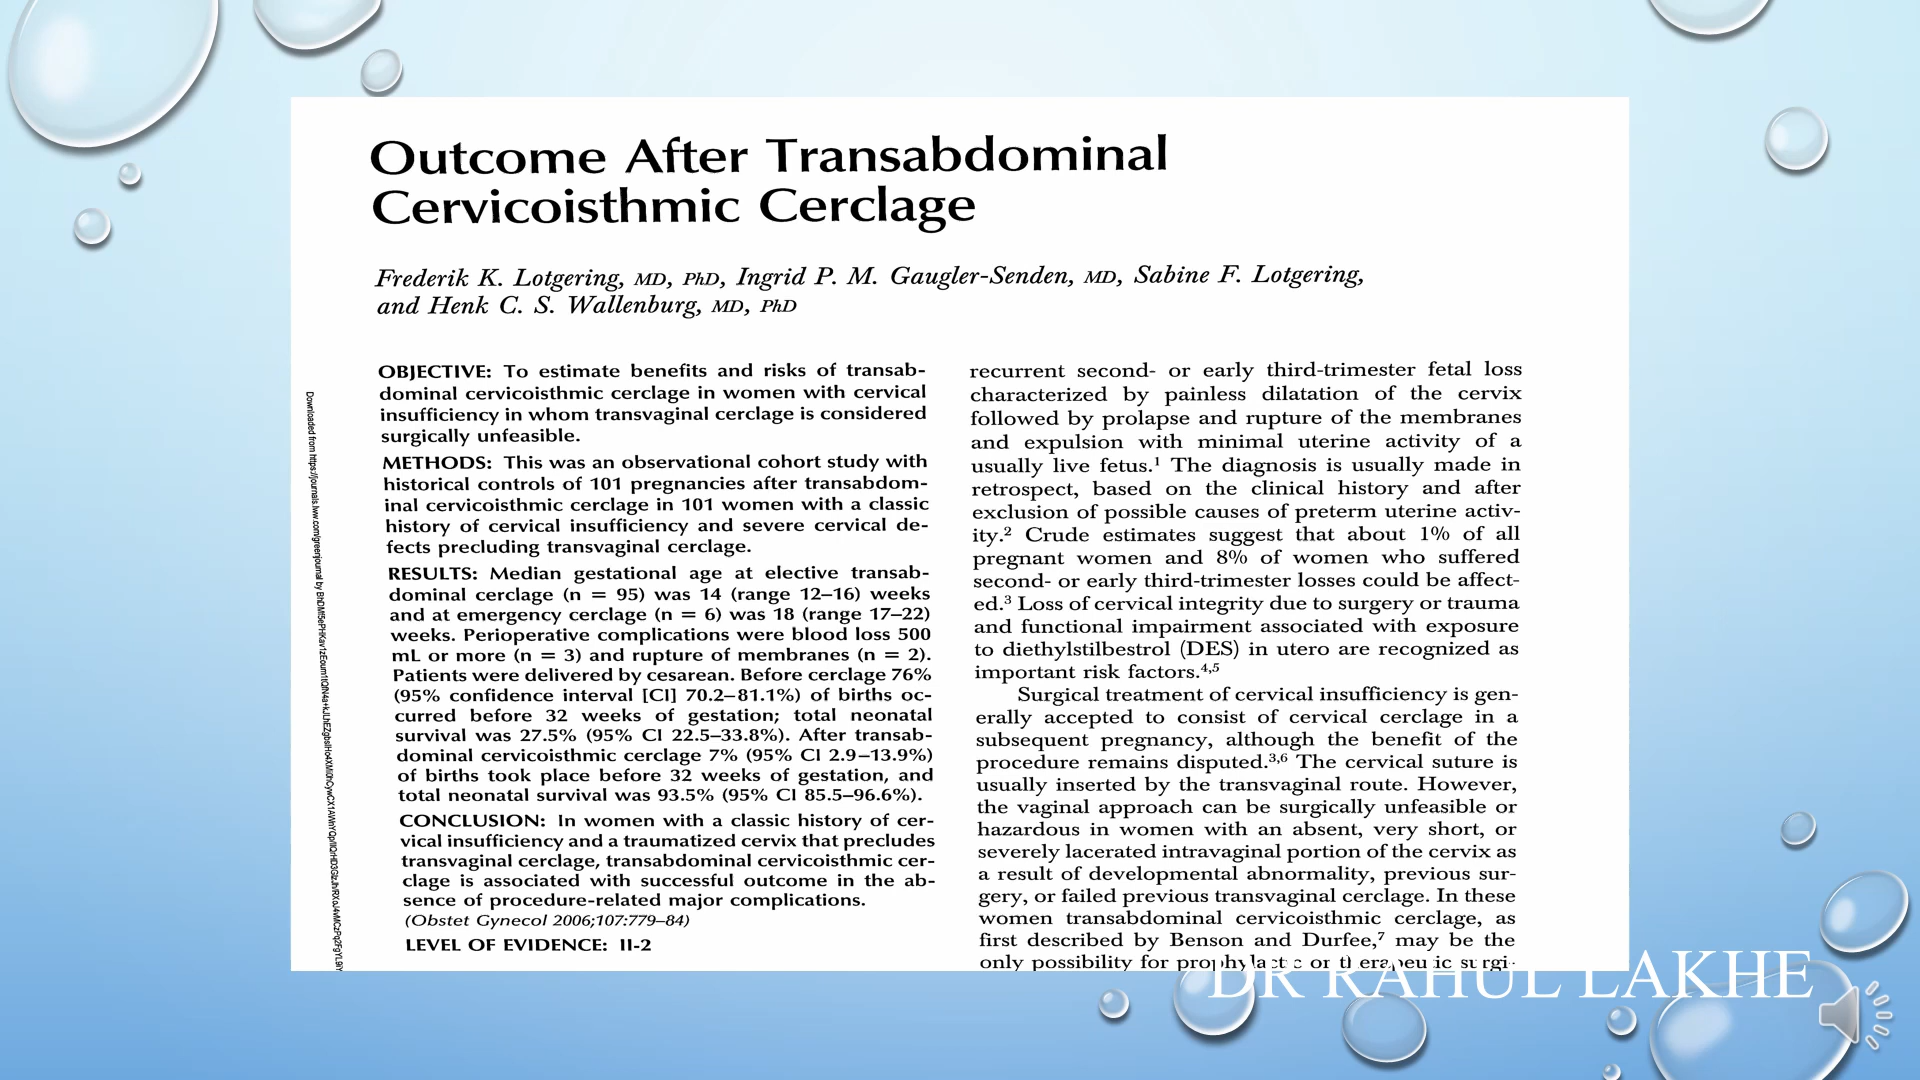 Outcome After Transabdominal
Cervicoisthmic Cerclage
Frederik K. Lotgering, MD, PhD, Ingrid P. M. Gaugler-Senden, MD, Sabine F. Lotgering,
and Henk C. S. Wallenburg, MD, PhD
OBJECTIVE: To estimate benefits and risks of transab-
dominal cervicoisthmic cerclage in women with cervical
insufficiency in whom transvaginal cerclage is considered
surgically unfeasible.
METHODS: This was an observational cohort study with
historical controls of 101 pregnancies after transabdom-
inal cervicoisthmic cerclage in 101 women with a classic
history of cervical insufficiency and severe cervical de-
fects precluding transvaginal cerclage.
RESULTS: Median gestational age at elective transab-
dominal cerclage (n = 95) was 14 (range 12–16) weeks
and at emergency cerclage (n = 6) was 18 (range 17–22)
weeks. Perioperative complications were blood loss 500
mL or more (n = 3) and rupture of membranes (n = 2).
Patients were delivered by cesarean. Before cerclage 76%
(95% confidence interval [CI] 70.2–81.1%) of births oc-
curred before 32 weeks of gestation; total neonatal
survival was 27.5% (95% CI 22.5–33.8%). After transab-
dominal cervicoisthmic cerclage 7% (95% CI 2.9–13.9%)
of births took place before 32 weeks of gestation, and
total neonatal survival was 93.5% (95% CI 85.5–96.6%).
CONCLUSION: In women with a classic history of cer-
vical insufficiency and a traumatized cervix that precludes
transvaginal cerclage, transabdominal cervicoisthmic cer-
clage is associated with successful outcome in the ab-
sence of procedure-related major complications.
(Obstet Gynecol 2006;107:779–84)
LEVEL OF EVIDENCE: II-2
recurrent second- or early third-trimester fetal loss
characterized by painless dilatation of the cervix
followed by prolapse and rupture of the membranes
and expulsion with minimal uterine activity of a
usually live fetus.¹ The diagnosis is usually made in
retrospect, based on the clinical history and after
exclusion of possible causes of preterm uterine activ-
ity.² Crude estimates suggest that about 1% of all
pregnant women and 8% of women who suffered
second- or early third-trimester losses could be affect-
ed.³ Loss of cervical integrity due to surgery or trauma
and functional impairment associated with exposure
to diethylstilbestrol (DES) in utero are recognized as
important risk factors.⁴,⁵
Surgical treatment of cervical insufficiency is gen-
erally accepted to consist of cervical cerclage in a
subsequent pregnancy, although the benefit of the
procedure remains disputed.³,⁶ The cervical suture is
usually inserted by the transvaginal route. However,
the vaginal approach can be surgically unfeasible or
hazardous in women with an absent, very short, or
severely lacerated intravaginal portion of the cervix as
a result of developmental abnormality, previous sur-
gery, or failed previous transvaginal cerclage. In these
women transabdominal cervicoisthmic cerclage, as
first described by Benson and Durfee,⁷ may be the
only possibility for prophylactic or therapeutic surgi-
Downloaded from https://journals.lww.com/greenjournal by
DR RAHUL LAKHE